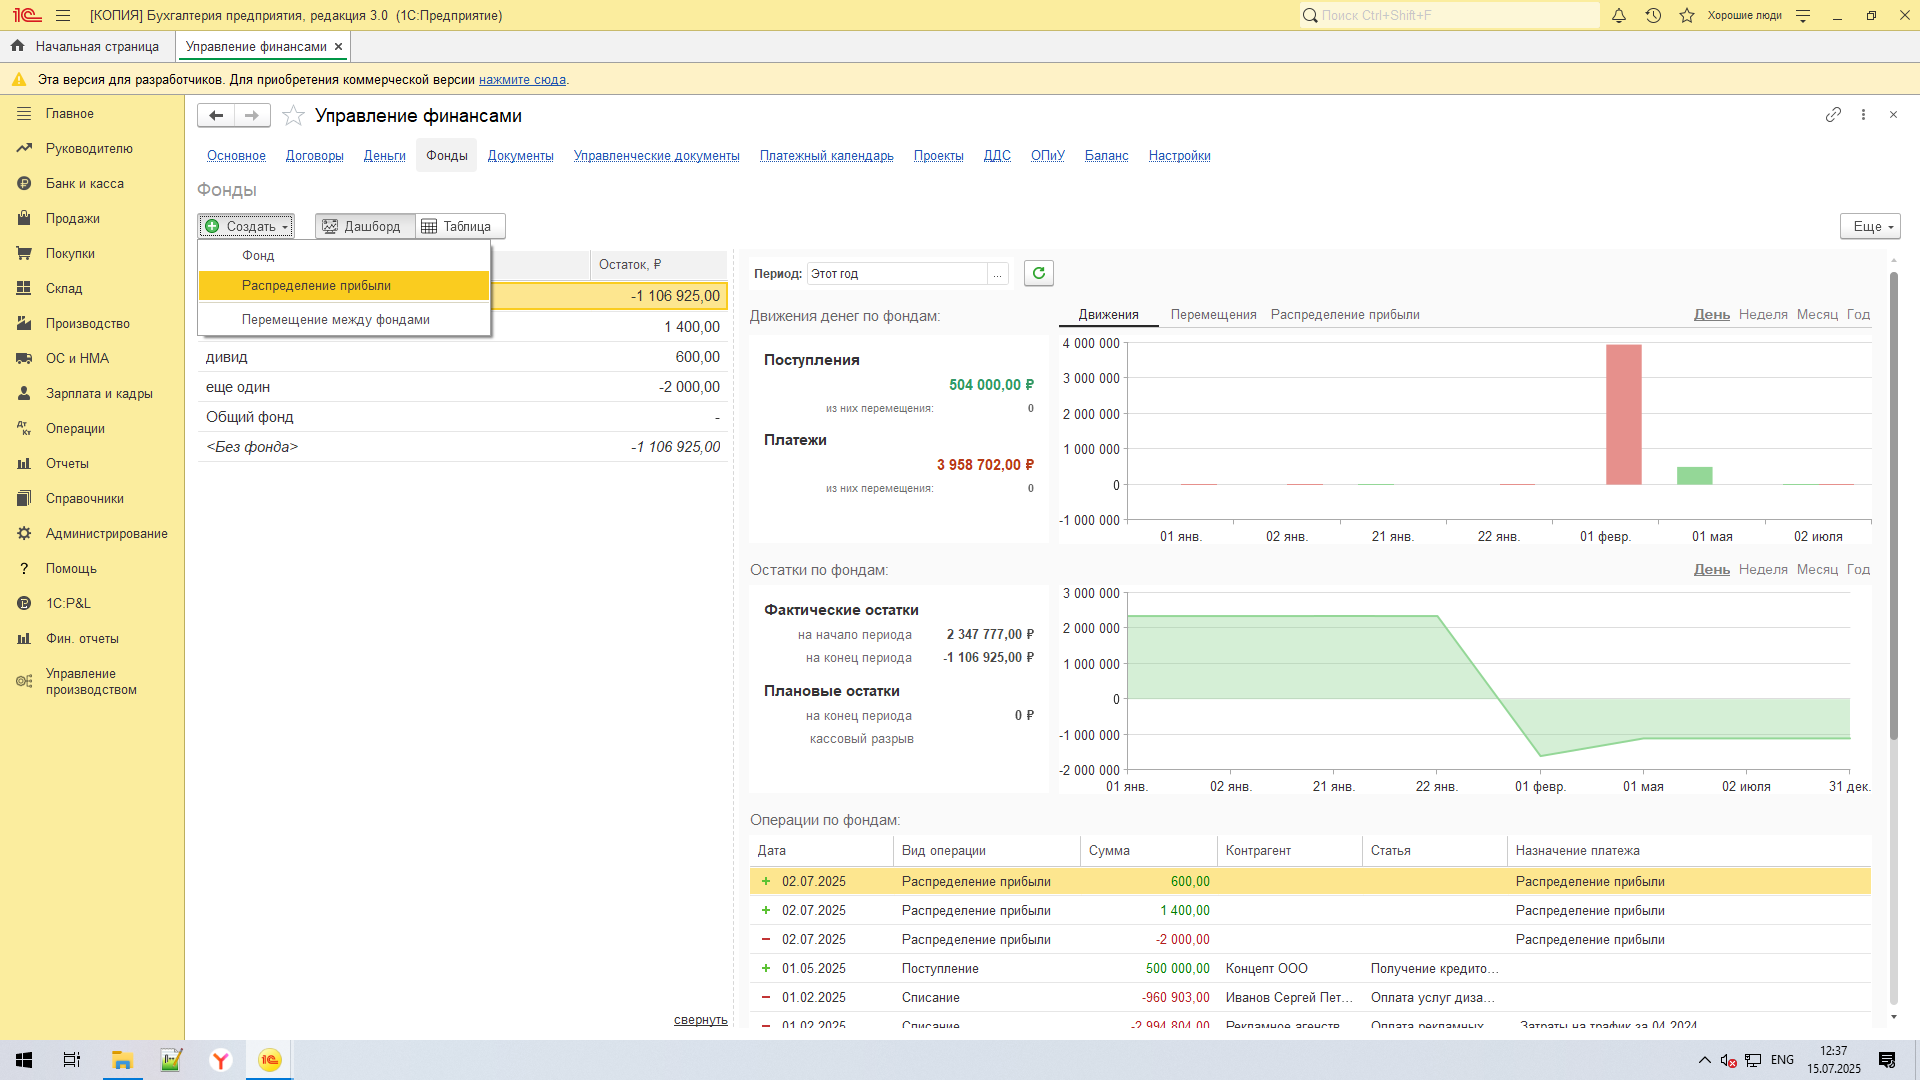 [КОПИЯ] Бухгалтерия предприятия, редакция 3.0 (1С:Предприятие)
Поиск Ctrl+Shift+F
Хорошие люди
Начальная страница
Управление финансами
Эта версия для разработчиков. Для приобретения коммерческой версии нажмите сюда.
Главное
Руководителю
Банк и касса
Продажи
Покупки
Склад
Производство
ОС и НМА
Зарплата и кадры
Операции
Отчеты
Справочники
Администрирование
Помощь
1C:P&L
Фин. отчеты
Управление
производством
Управление финансами
Основное Договоры Деньги Фонды Документы Управленческие документы Платежный календарь Проекты ДДС ОПиУ Баланс Настройки
Фонды
Создать
Дашборд
Таблица
Еще
Фонд
Распределение прибыли
Перемещение между фондами
Остаток, ₽
-1 106 925,00
1 400,00
дивид 600,00
еще один -2 000,00
Общий фонд -
<Без фонда> -1 106 925,00
свернуть
Период: Этот год ...
Движения денег по фондам:
Движения Перемещения Распределение прибыли
День Неделя Месяц Год
Поступления
504 000,00 ₽
из них перемещения: 0
Платежи
3 958 702,00 ₽
из них перемещения: 0
4 000 000
3 000 000
2 000 000
1 000 000
0
-1 000 000
01 янв. 02 янв. 21 янв. 22 янв. 01 февр. 01 мая 02 июля
Остатки по фондам:
День Неделя Месяц Год
Фактические остатки
на начало периода 2 347 777,00 ₽
на конец периода -1 106 925,00 ₽
Плановые остатки
на конец периода 0 ₽
кассовый разрыв
3 000 000
2 000 000
1 000 000
0
-1 000 000
-2 000 000
01 янв. 02 янв. 21 янв. 22 янв. 01 февр. 01 мая 02 июля 31 дек.
Операции по фондам:
Дата Вид операции Сумма Контрагент Статья Назначение платежа
+ 02.07.2025 Распределение прибыли 600,00 Распределение прибыли
+ 02.07.2025 Распределение прибыли 1 400,00 Распределение прибыли
– 02.07.2025 Распределение прибыли -2 000,00 Распределение прибыли
+ 01.05.2025 Поступление 500 000,00 Концепт ООО Получение кредито...
– 01.02.2025 Списание -960 903,00 Иванов Сергей Пет... Оплата услуг диза...
– 01.02.2025 Списание -2 994 804,00 Рекламное агенств Оплата рекламных Затраты на трафик за 04.2024
ENG
12:37
15.07.2025